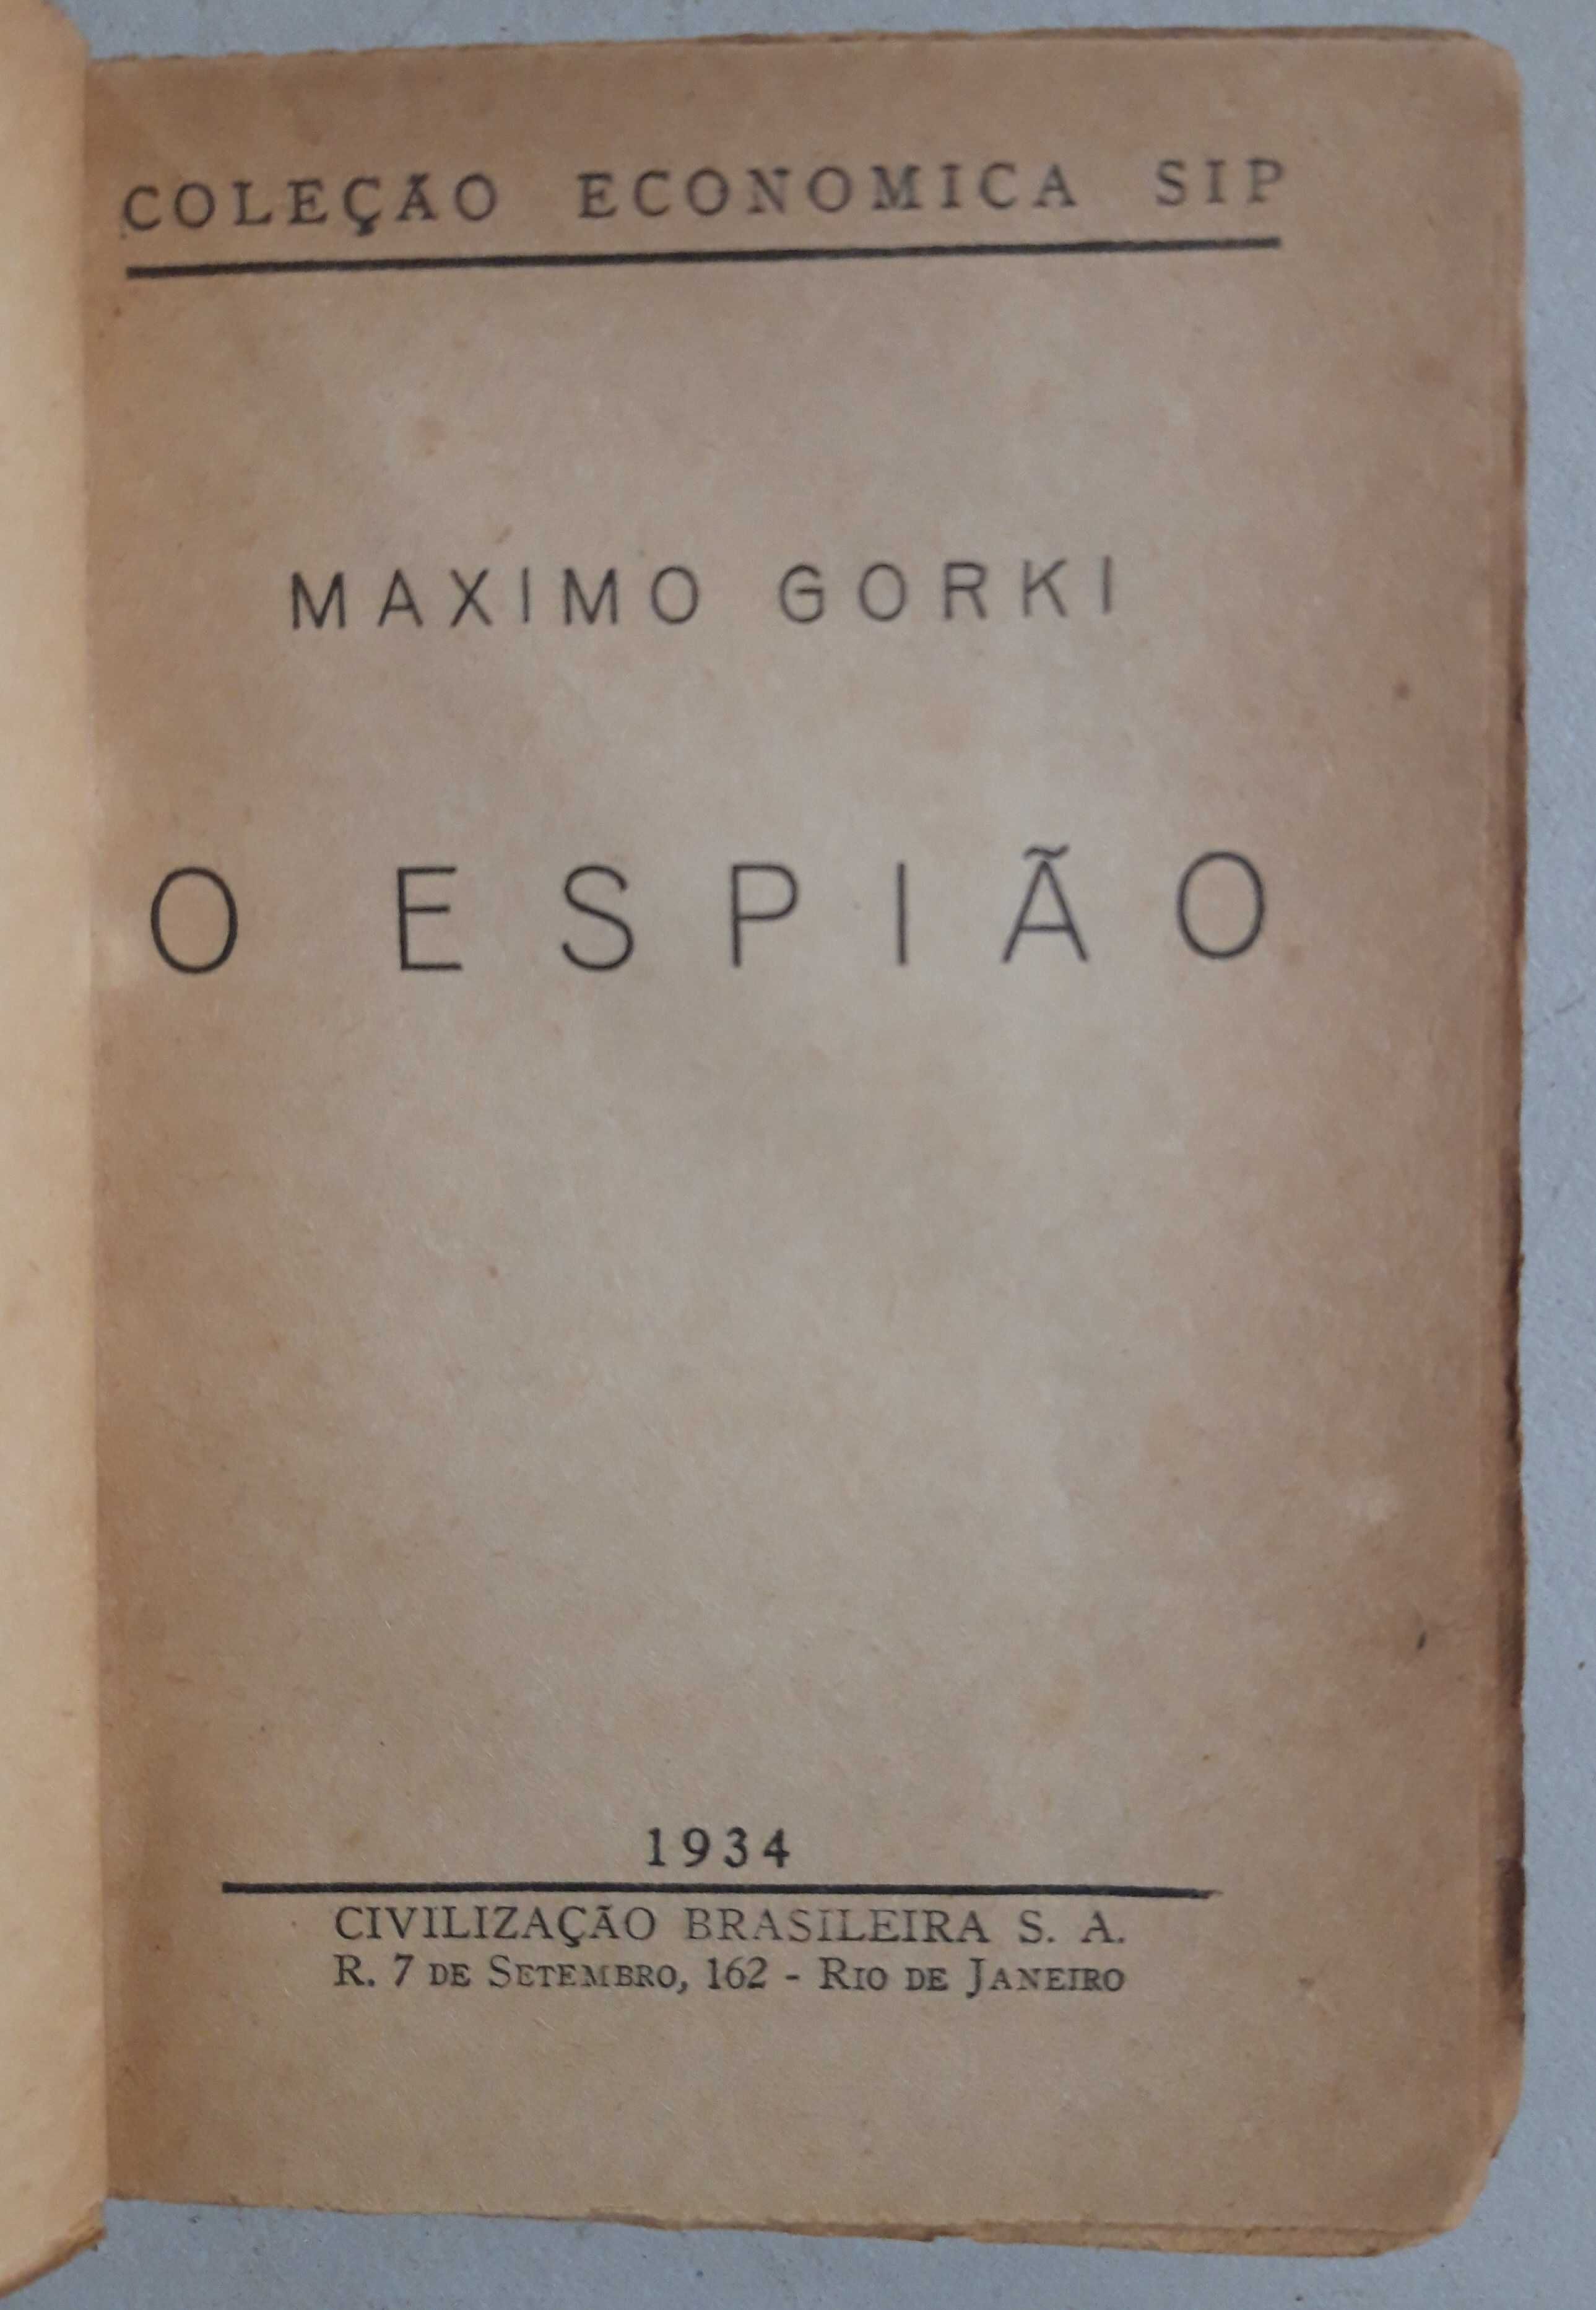 COLEÇÃO ECONOMICA SIP
MAXIMO GORKI
O ESPIÃO
1934
CIVILIZAÇÃO BRASILEIRA S. A.
R. 7 DE SETEMBRO, 162 - RIO DE JANEIRO